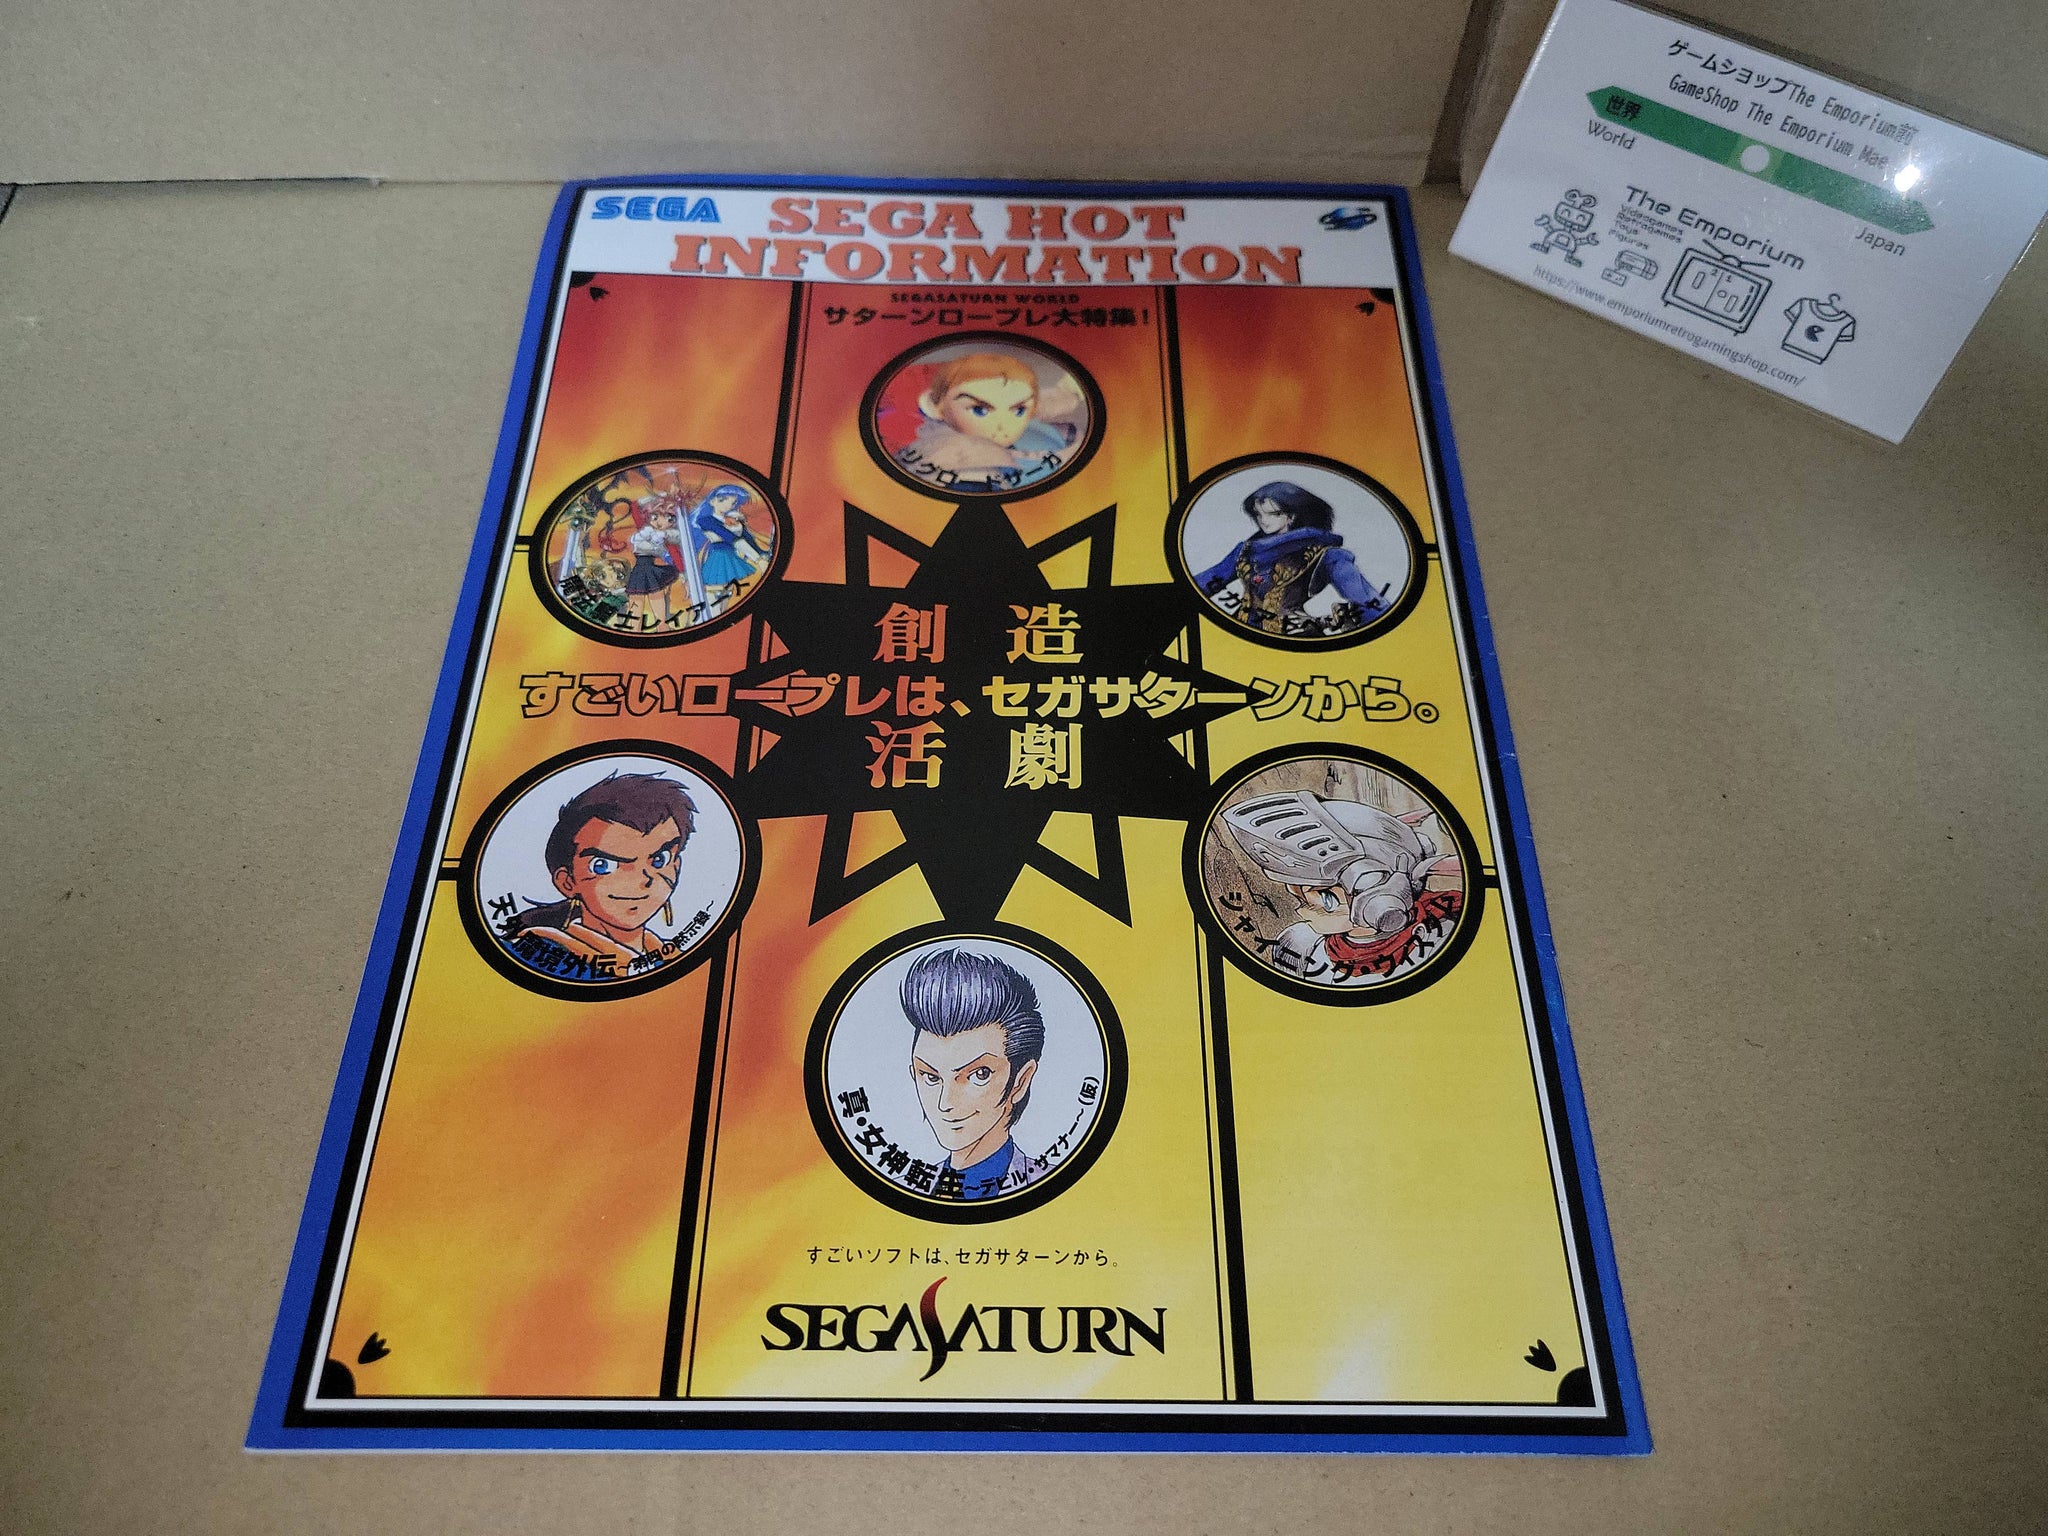 SEGA
SEGA HOT
INFORMATION
SEGASATURN WORLD
サターンロープレ大特集!
リグロードサーガ
魔法騎士レイアース
セガ・アドベンチャー
創造
すごいロープレは、セガサターンから。
活劇
天外魔境外伝〜第四の黙示録〜
シャイニング・ウィズダム
真・女神転生〜デビル・サマナー〜(仮)
すごいソフトは、セガサターンから。
SEGASATURN
ゲームショップThe Emporium前
GameShop The Emporium Mae
世界
World
Japan
The Emporium
Videogames
Retrogames
Toys
Figures
https://www.emporiumretrogamingshop.com/